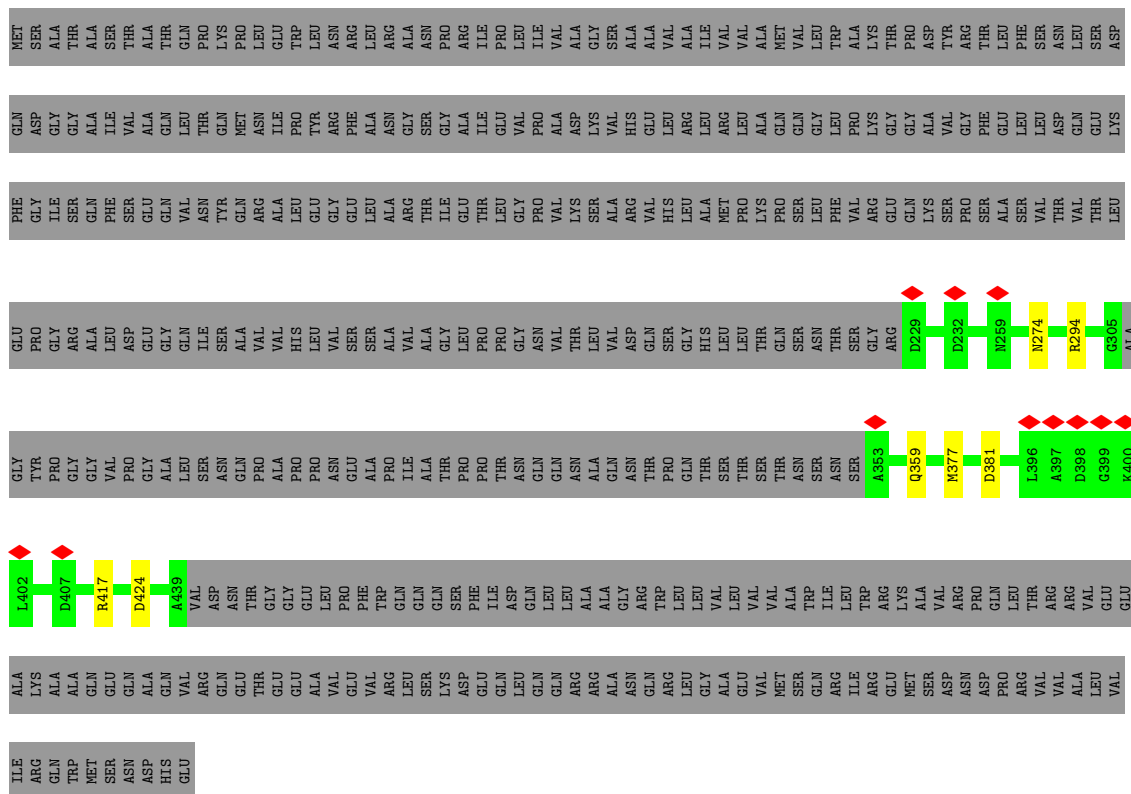 MET SER ALA THR ALA SER THR ALA THR GLN PRO LYS PRO LEU GLU TRP LEU ASN ARG LEU ARG ALA ASN PRO ARG ILE PRO LEU ILE VAL ALA GLY SER ALA ALA VAL ALA ILE VAL VAL ALA MET VAL LEU TRP ALA LYS THR PRO ASP TYR ARG THR LEU PHE SER ASN LEU SER ASP
GLN ASP GLY GLY ALA ILE VAL ALA GLN LEU THR GLN MET ASN ILE PRO TYR ARG PHE ALA ASN GLY SER GLY ALA ILE GLU VAL PRO ALA ASP LYS VAL HIS GLU LEU ARG LEU ARG LEU ALA GLN GLN GLY LEU PRO LYS GLY GLY ALA VAL GLY PHE GLU LEU LEU ASP GLN GLU LYS
PHE GLY ILE SER GLN PHE SER GLU GLN VAL ASN TYR GLN ARG ALA LEU GLU GLY GLU LEU ALA ARG THR ILE GLU THR LEU GLY PRO VAL LYS SER ALA ARG VAL HIS LEU ALA MET PRO LYS PRO SER LEU PHE VAL ARG GLU GLN LYS SER PRO SER ALA SER VAL THR VAL THR LEU
GLU PRO GLY ARG ALA LEU ASP GLU GLY GLN ILE SER ALA VAL VAL HIS LEU VAL SER SER ALA VAL ALA GLY LEU PRO PRO GLY ASN VAL THR LEU VAL ASP GLN SER GLY HIS LEU LEU THR GLN SER ASN THR SER GLY ARG D229 D232 N259 N274 R294 G305 ALA
GLY TYR PRO GLY GLY VAL PRO GLY ALA LEU SER ASN GLN PRO ALA PRO PRO ASN GLU ALA PRO ILE ALA THR PRO PRO THR ASN GLN GLN ASN ALA GLN ASN THR PRO GLN THR SER THR SER THR ASN SER ASN SER A353 Q359 M377 D381 L396 A397 D398 G399 K400
L402 D407 R417 D424 A439 VAL ASP ASN THR GLY GLY GLU LEU PRO PHE TRP GLN GLN GLN SER PHE ILE ASP GLN LEU LEU ALA ALA GLY ARG TRP LEU LEU VAL LEU VAL VAL ALA TRP ILE LEU TRP ARG LYS ALA VAL ARG PRO GLN LEU THR ARG ARG VAL GLU GLU
ALA LYS ALA ALA GLN GLU GLN ALA GLN VAL ARG GLN GLU THR GLU GLU ALA VAL GLU VAL ARG LEU SER LYS ASP GLU GLN LEU GLN GLN ARG ARG ALA ASN GLN ARG LEU GLY ALA GLU VAL MET SER GLN ARG ILE ARG GLU MET SER ASP ASN ASP PRO ARG VAL VAL ALA LEU VAL
ILE ARG GLN TRP MET SER ASN ASP HIS GLU